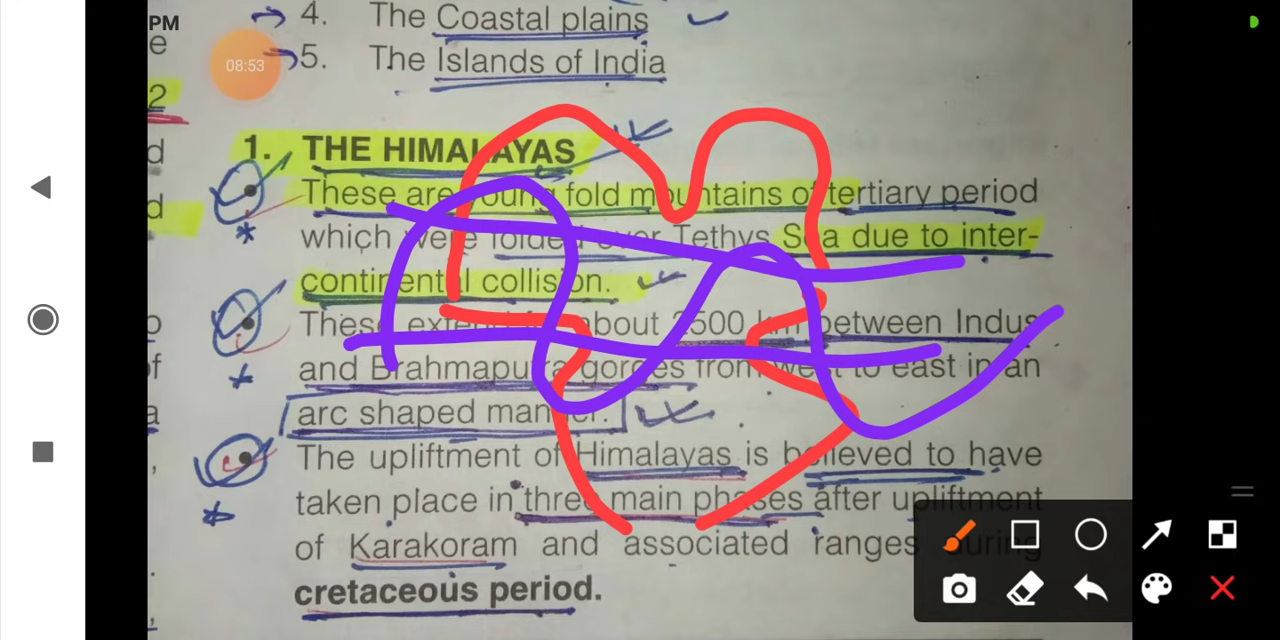 PM
e
08:53
2
d
d
o
f
a
,
.
,
4. The Coastal plains
5. The Islands of India
1. THE HIMALAYAS
These are young fold mountains of tertiary period
which were folded over Tethys Sea due to inter-
continental collision.
These extend for about 2500 km between Indus
and Brahmaputra gorges from west to east in an
arc shaped manner.
The upliftment of Himalayas is believed to have
taken place in three main phases after upliftment
of Karakoram and associated ranges during
cretaceous period.